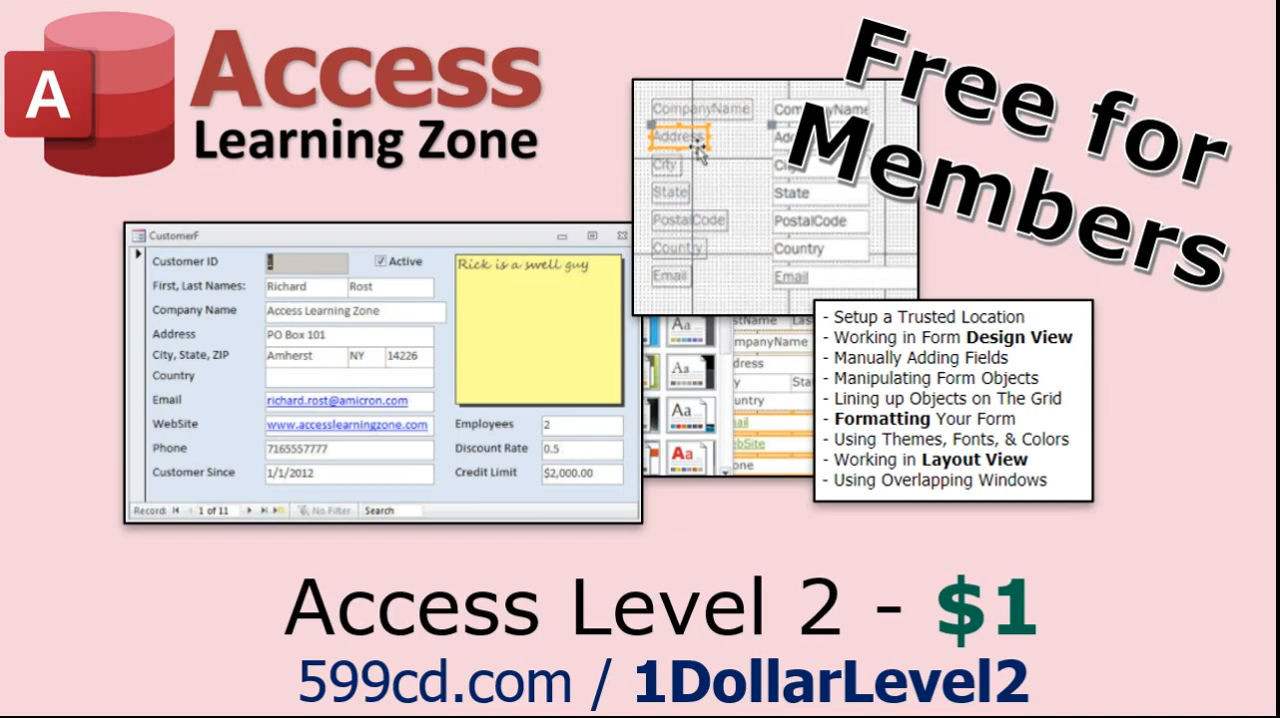 A
Access
Learning Zone
Free for
Members
CompanyName CompanyName
Address
City
State State
PostalCode PostalCode
Country Country
Email Email
CustomerF
Customer ID Active
First, Last Names: Richard Rost
Company Name Access Learning Zone
Address PO Box 101
City, State, ZIP Amherst NY 14226
Country
Email richard.rost@amicron.com
WebSite www.accesslearningzone.com
Phone 7165557777
Customer Since 1/1/2012
Rick is a swell guy
Employees 2
Discount Rate 0.5
Credit Limit $2,000.00
Record: 1 of 11 No Filter Search
Aa
Aa
Aa
Aa
- Setup a Trusted Location
- Working in Form Design View
- Manually Adding Fields
- Manipulating Form Objects
- Lining up Objects on The Grid
- Formatting Your Form
- Using Themes, Fonts, & Colors
- Working in Layout View
- Using Overlapping Windows
Access Level 2 - $1
599cd.com / 1DollarLevel2